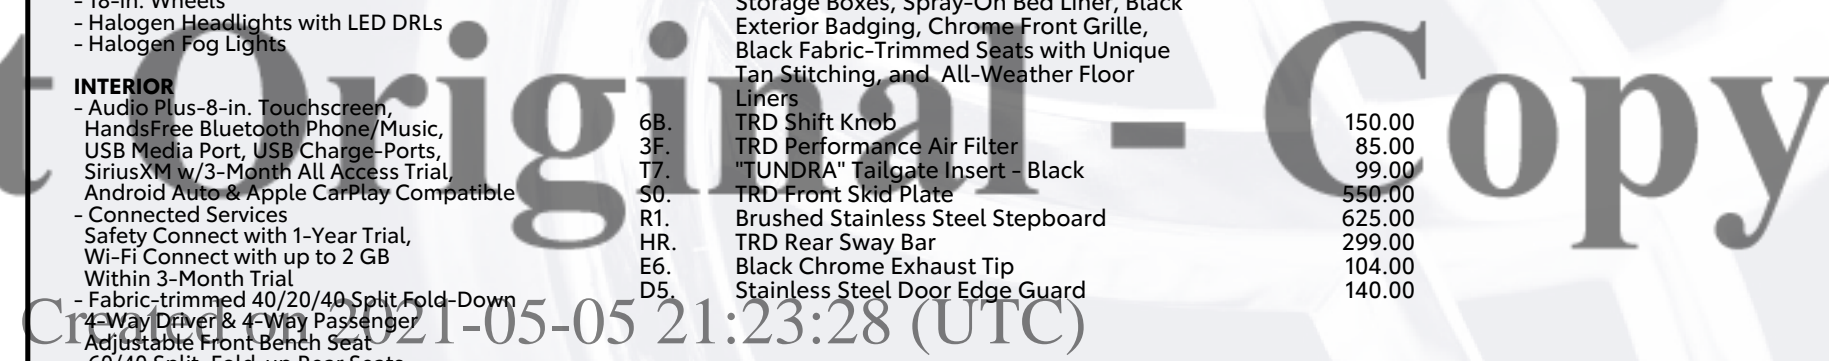 - 18-in. Wheels
- Halogen Headlights with LED DRLs
- Halogen Fog Lights
INTERIOR
- Audio Plus-8-in. Touchscreen,
HandsFree Bluetooth Phone/Music,
USB Media Port, USB Charge-Ports,
SiriusXM w/3-Month All Access Trial,
Android Auto & Apple CarPlay Compatible
- Connected Services
Safety Connect with 1-Year Trial,
Wi-Fi Connect with up to 2 GB
Within 3-Month Trial
- Fabric-trimmed 40/20/40 Split Fold-Down
4-Way Driver & 4-Way Passenger
Adjustable Front Bench Seat
- 60/40 Split, Fold-up Rear Seats
Storage Boxes, Spray-On Bed Liner, Black
Exterior Badging, Chrome Front Grille,
Black Fabric-Trimmed Seats with Unique
Tan Stitching, and All-Weather Floor
Liners
6B. TRD Shift Knob 150.00
3F. TRD Performance Air Filter 85.00
T7. "TUNDRA" Tailgate Insert - Black 99.00
S0. TRD Front Skid Plate 550.00
R1. Brushed Stainless Steel Stepboard 625.00
HR. TRD Rear Sway Bar 299.00
E6. Black Chrome Exhaust Tip 104.00
D5. Stainless Steel Door Edge Guard 140.00
t Original - Copy
Created on 2021-05-05 21:23:28 (UTC)